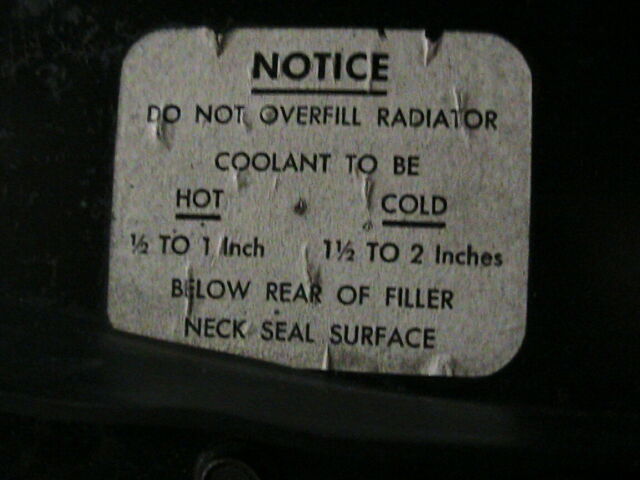 NOTICE
DO NOT OVERFILL RADIATOR
COOLANT TO BE
HOT COLD
½ TO 1 Inch 1½ TO 2 Inches
BELOW REAR OF FILLER
NECK SEAL SURFACE